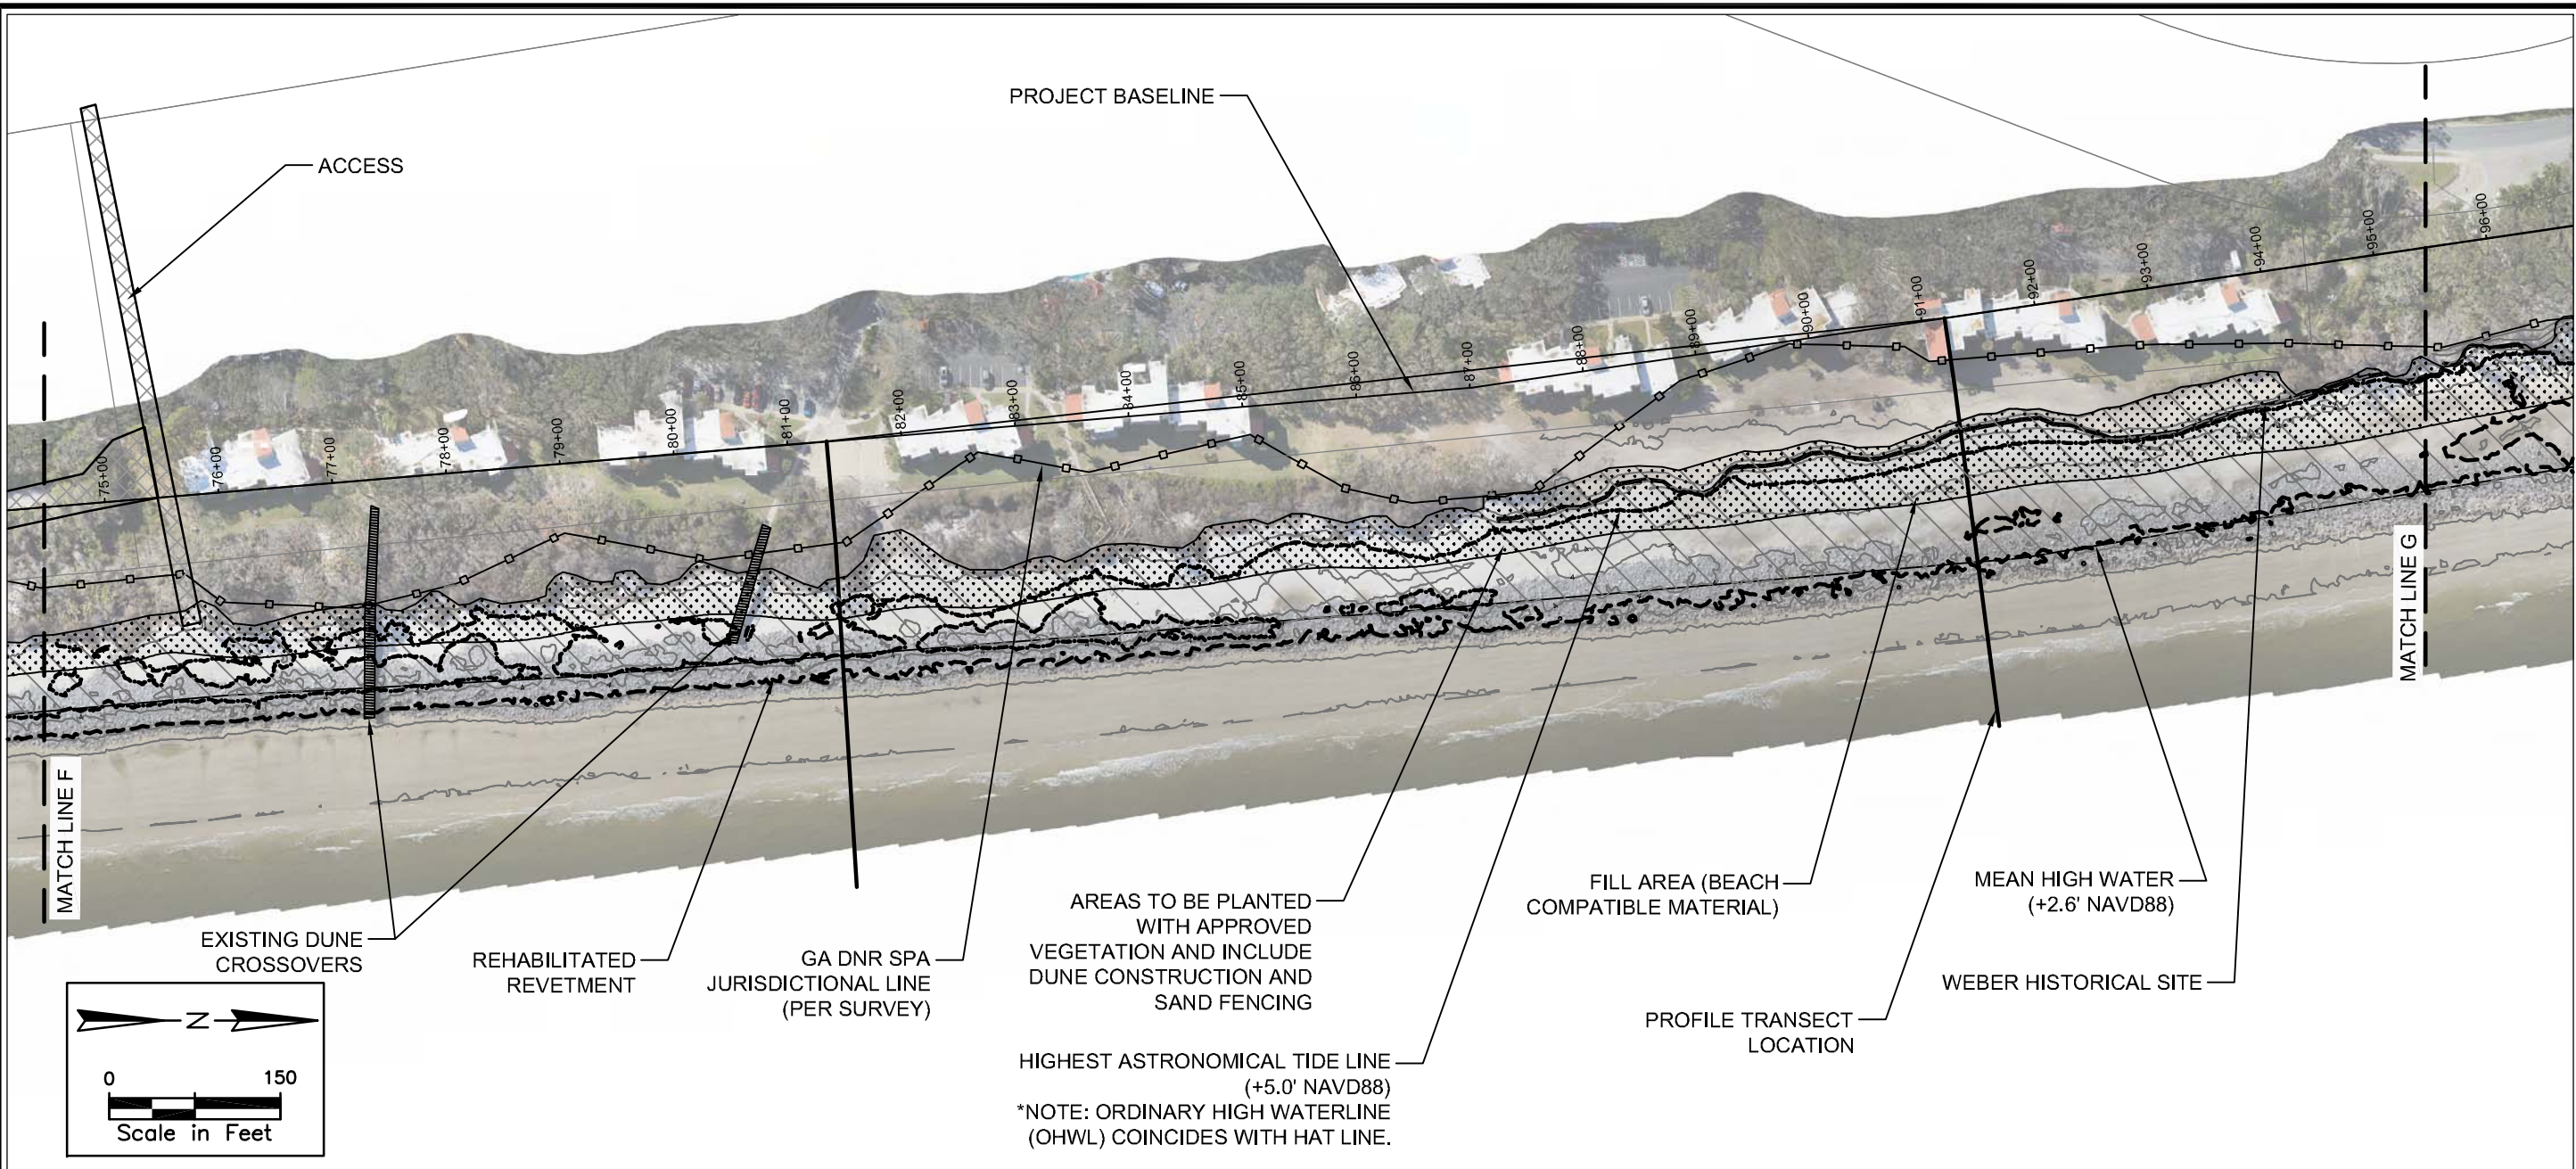 PROJECT BASELINE
ACCESS
75+00
76+00
77+00
78+00
79+00
80+00
81+00
82+00
83+00
84+00
85+00
86+00
87+00
88+00
89+00
90+00
91+00
92+00
93+00
94+00
95+00
96+00
MATCH LINE F
MATCH LINE G
EXISTING DUNE
CROSSOVERS
REHABILITATED
REVETMENT
GA DNR SPA
JURISDICTIONAL LINE
(PER SURVEY)
AREAS TO BE PLANTED
WITH APPROVED
VEGETATION AND INCLUDE
DUNE CONSTRUCTION AND
SAND FENCING
HIGHEST ASTRONOMICAL TIDE LINE
(+5.0' NAVD88)
*NOTE: ORDINARY HIGH WATERLINE
(OHWL) COINCIDES WITH HAT LINE.
FILL AREA (BEACH
COMPATIBLE MATERIAL)
PROFILE TRANSECT
LOCATION
MEAN HIGH WATER
(+2.6' NAVD88)
WEBER HISTORICAL SITE
N
0 150
Scale in Feet